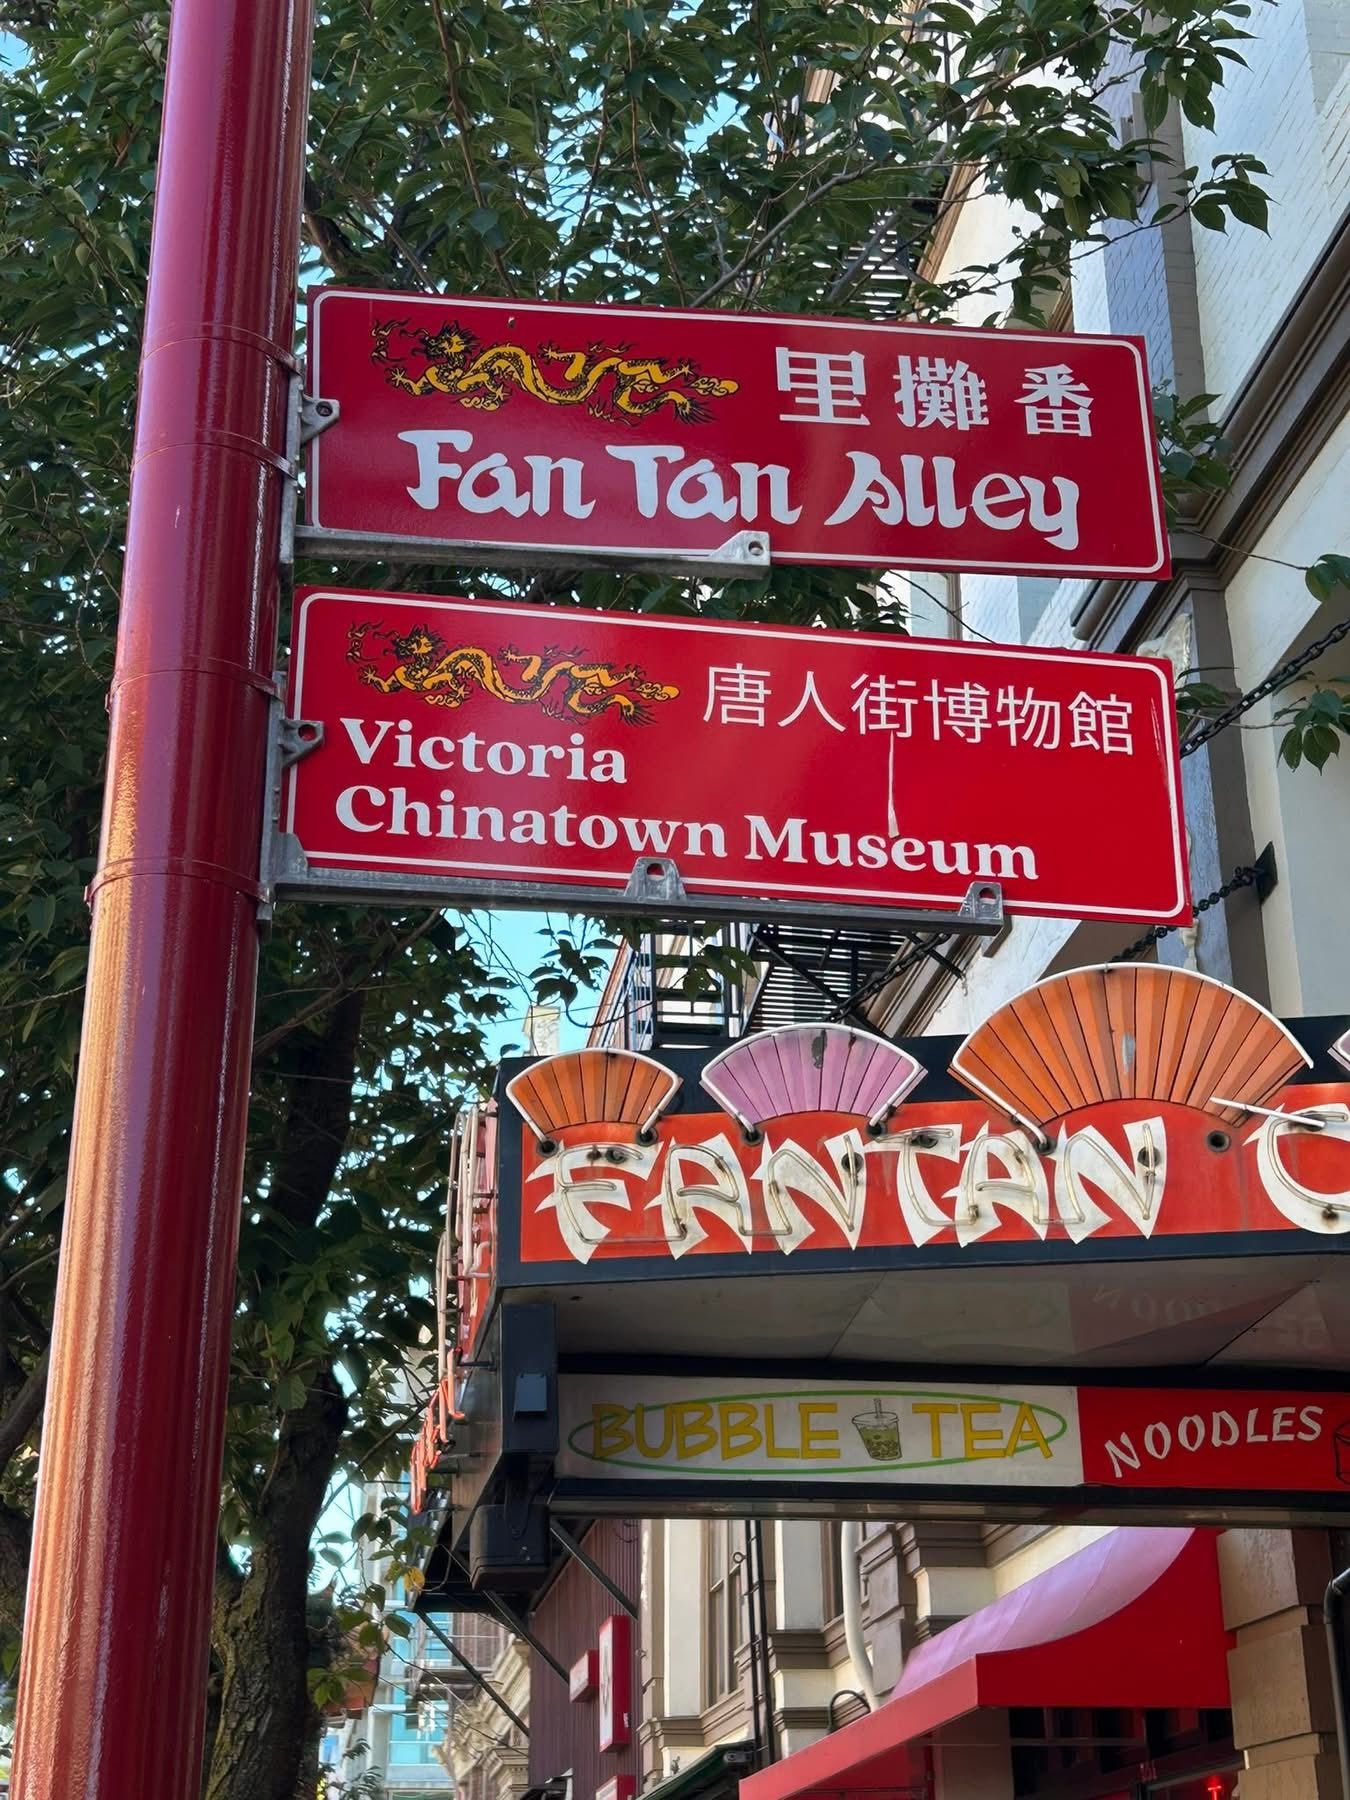 里攤番
Fan Tan Alley
唐人街博物館
Victoria
Chinatown Museum
FANTAN C
BUBBLE TEA
NOODLES